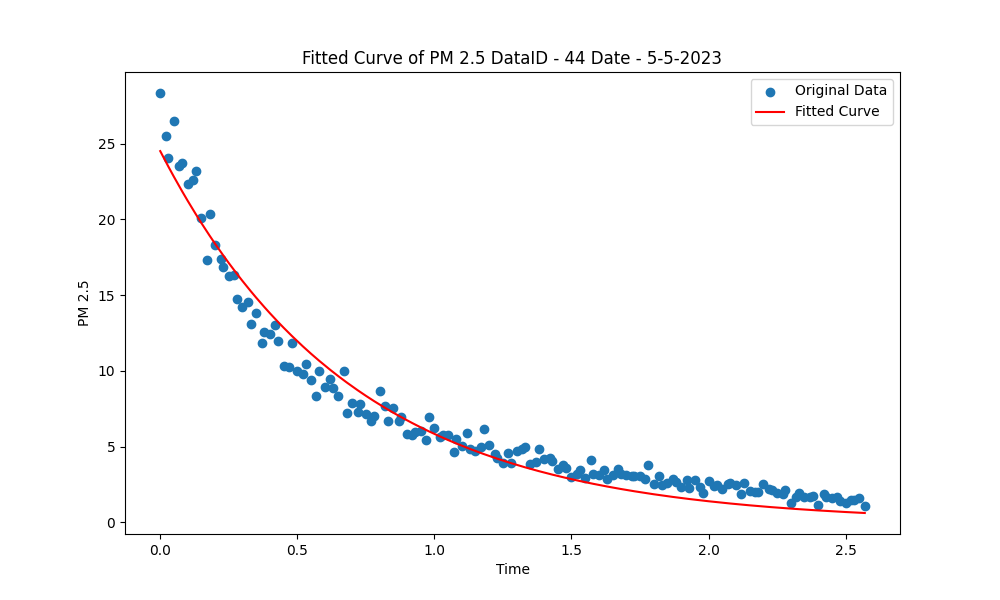 Fitted Curve of PM 2.5 DataID - 44 Date - 5-5-2023
Original Data
Fitted Curve
PM 2.5
25
20
15
10
5
0
0.0 0.5 1.0 1.5 2.0 2.5
Time